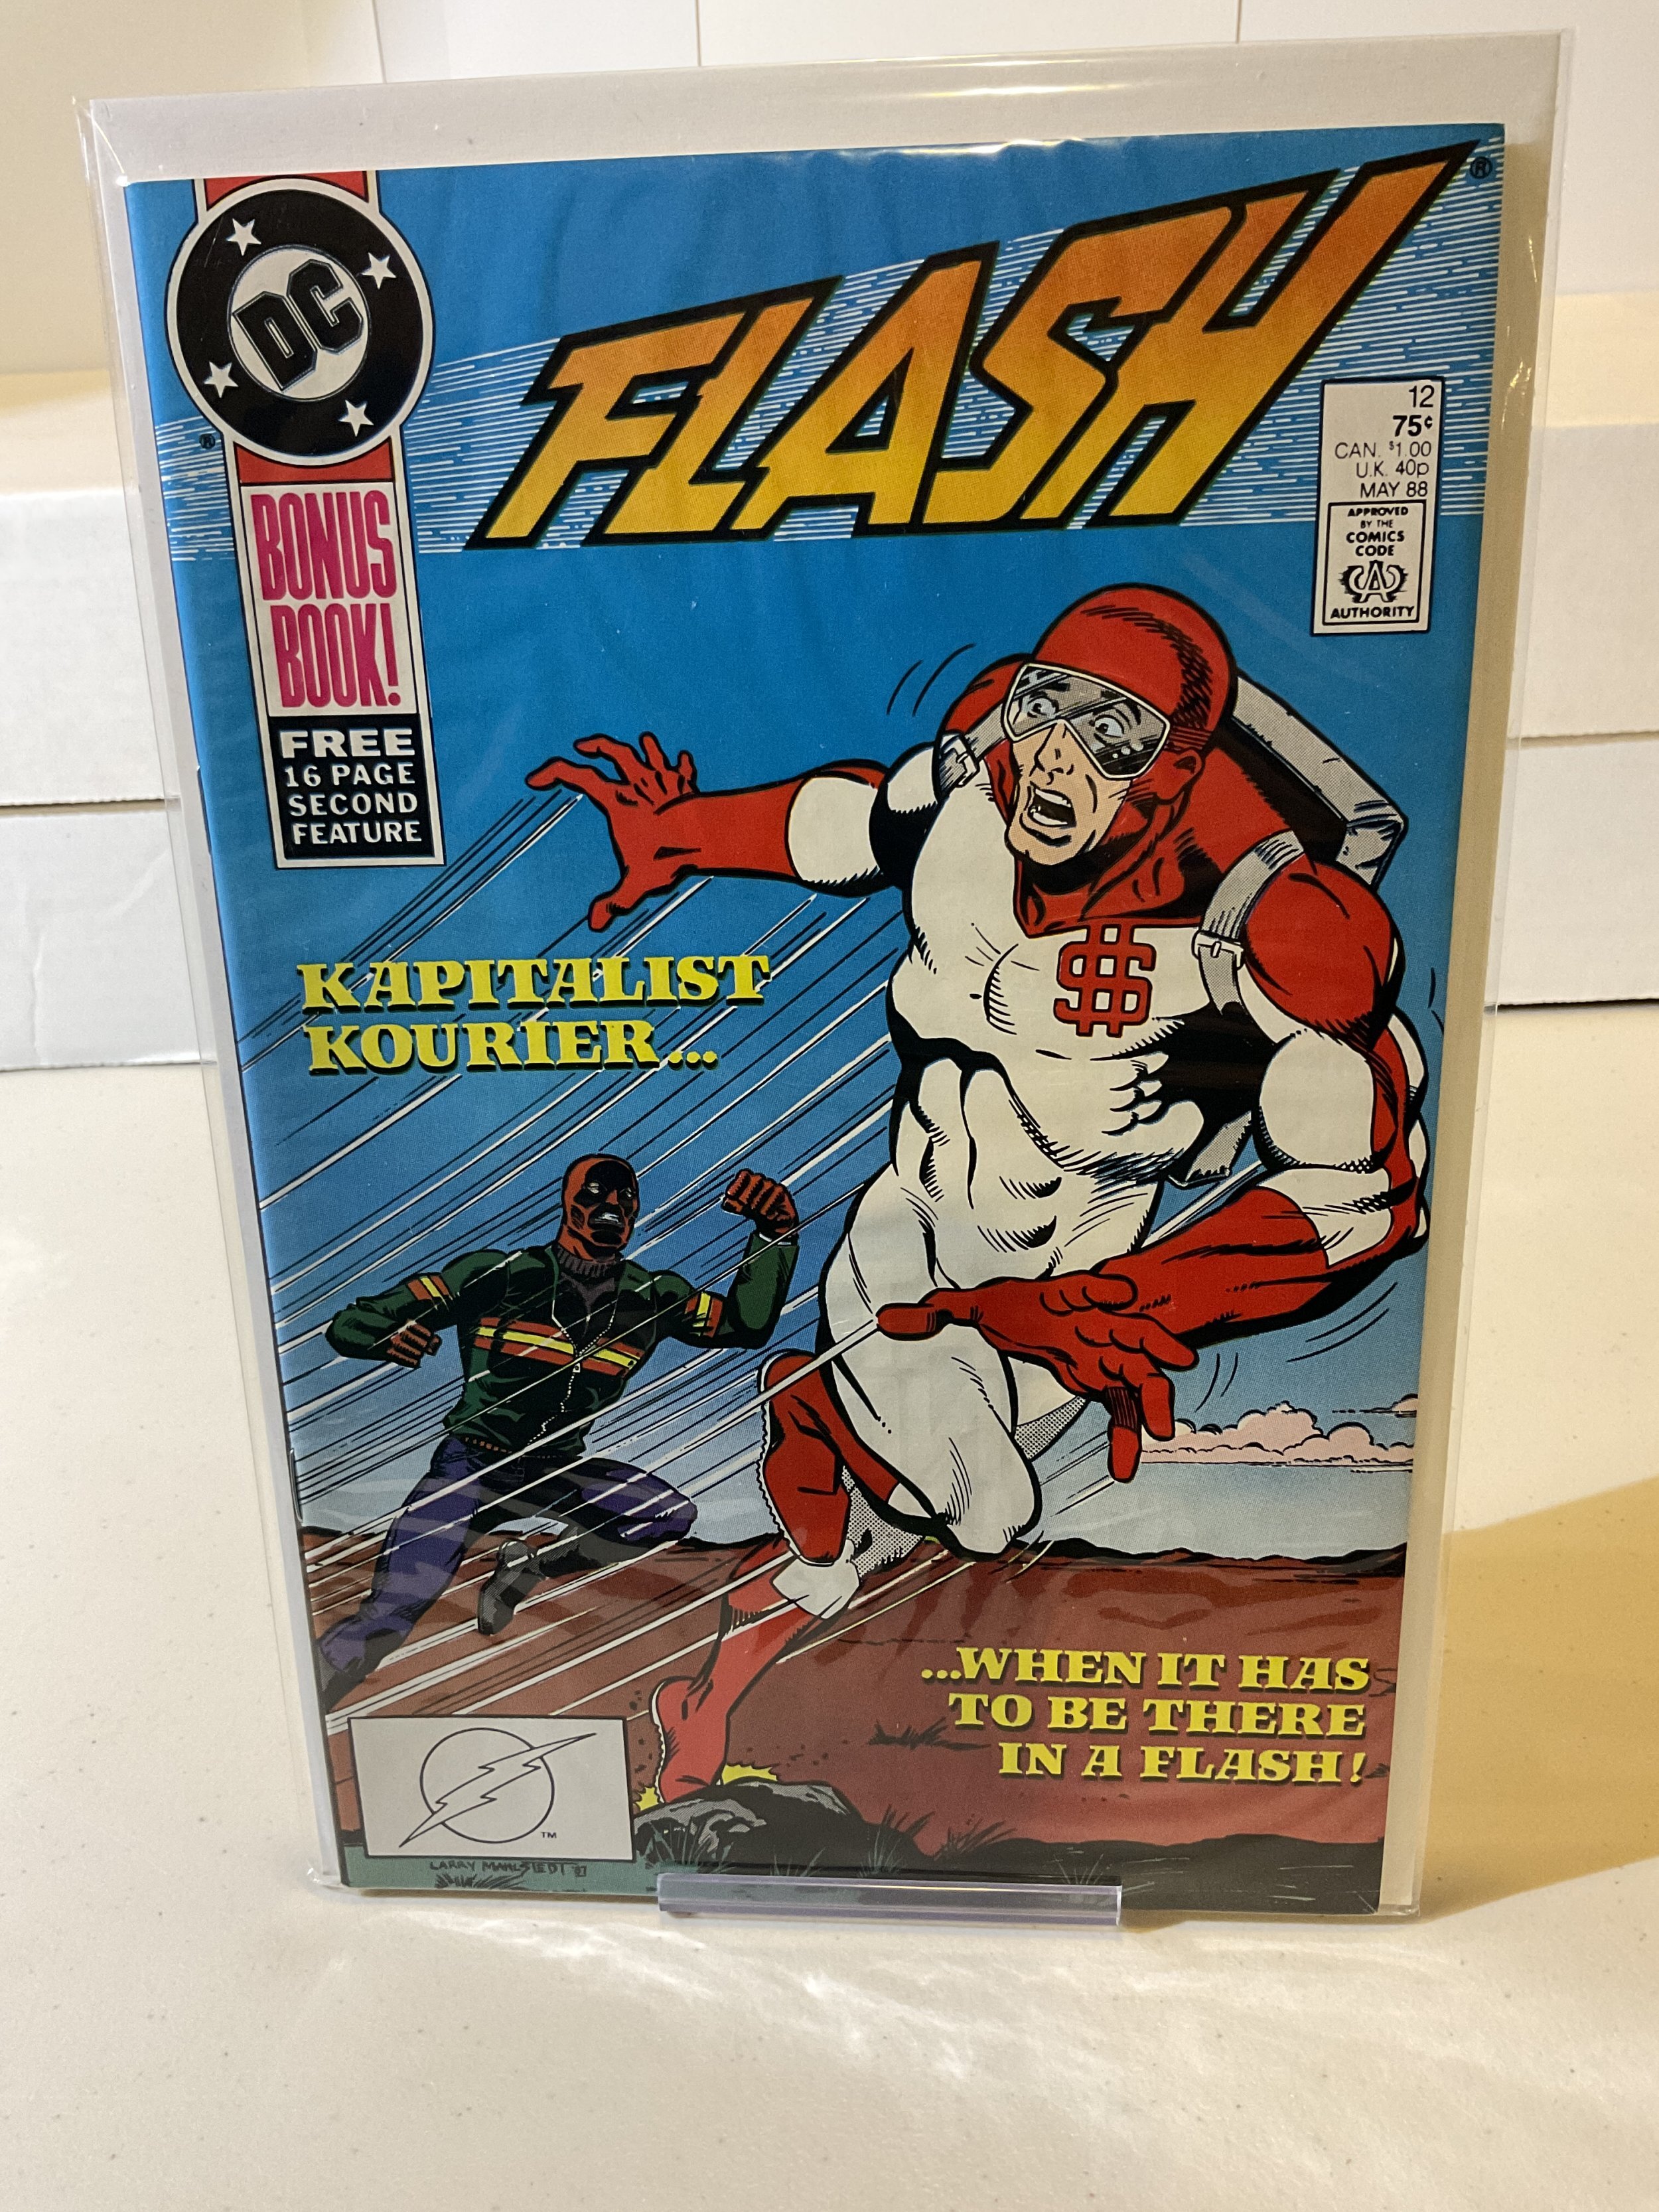 DC
FLASH
®
®
12
75¢
CAN. $1.00
U.K. 40p
MAY 88
APPROVED
BY THE
COMICS
CODE
CA
AUTHORITY
BONUS
BOOK!
FREE
16 PAGE
SECOND
FEATURE
KAPITALIST
KOURIER...
$
...WHEN IT HAS
TO BE THERE
IN A FLASH!
TM
LARRY MAHLSTEDT 87